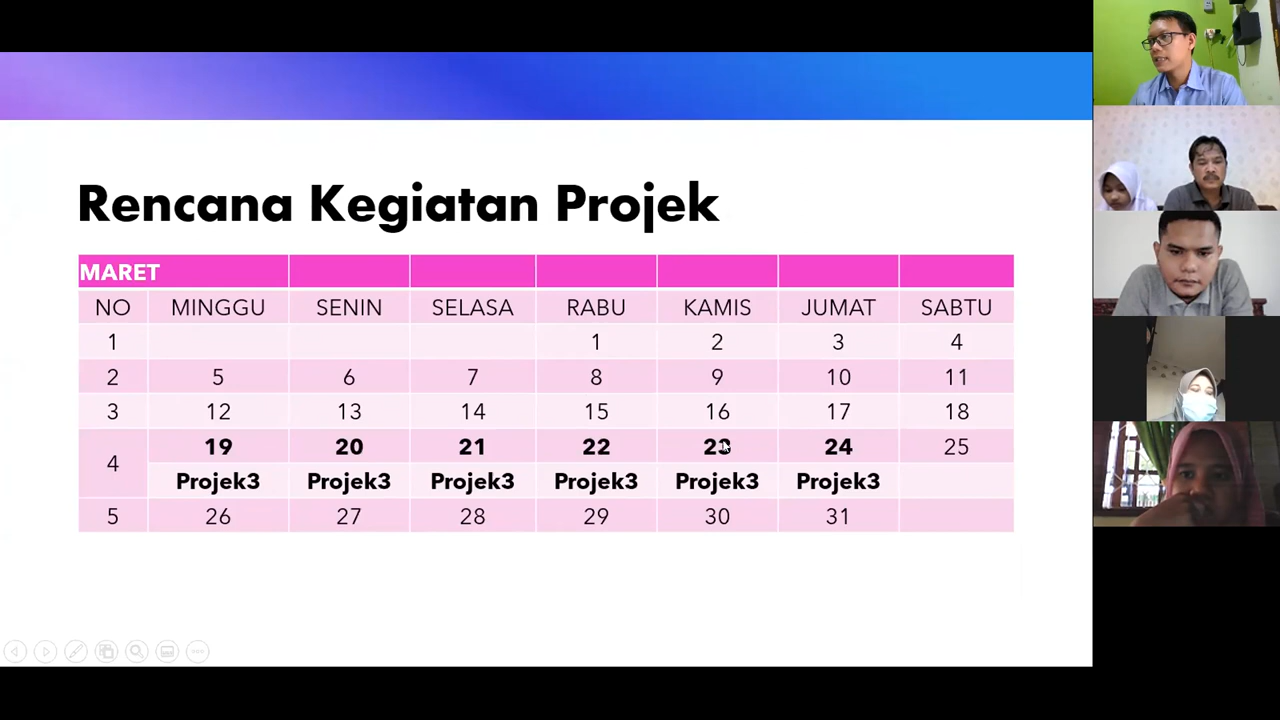 Rencana Kegiatan Projek
MARET
NO MINGGU SENIN SELASA RABU KAMIS JUMAT SABTU
1 1 2 3 4
2 5 6 7 8 9 10 11
3 12 13 14 15 16 17 18
4 19 20 21 22 23 24 25
Projek3 Projek3 Projek3 Projek3 Projek3 Projek3
5 26 27 28 29 30 31